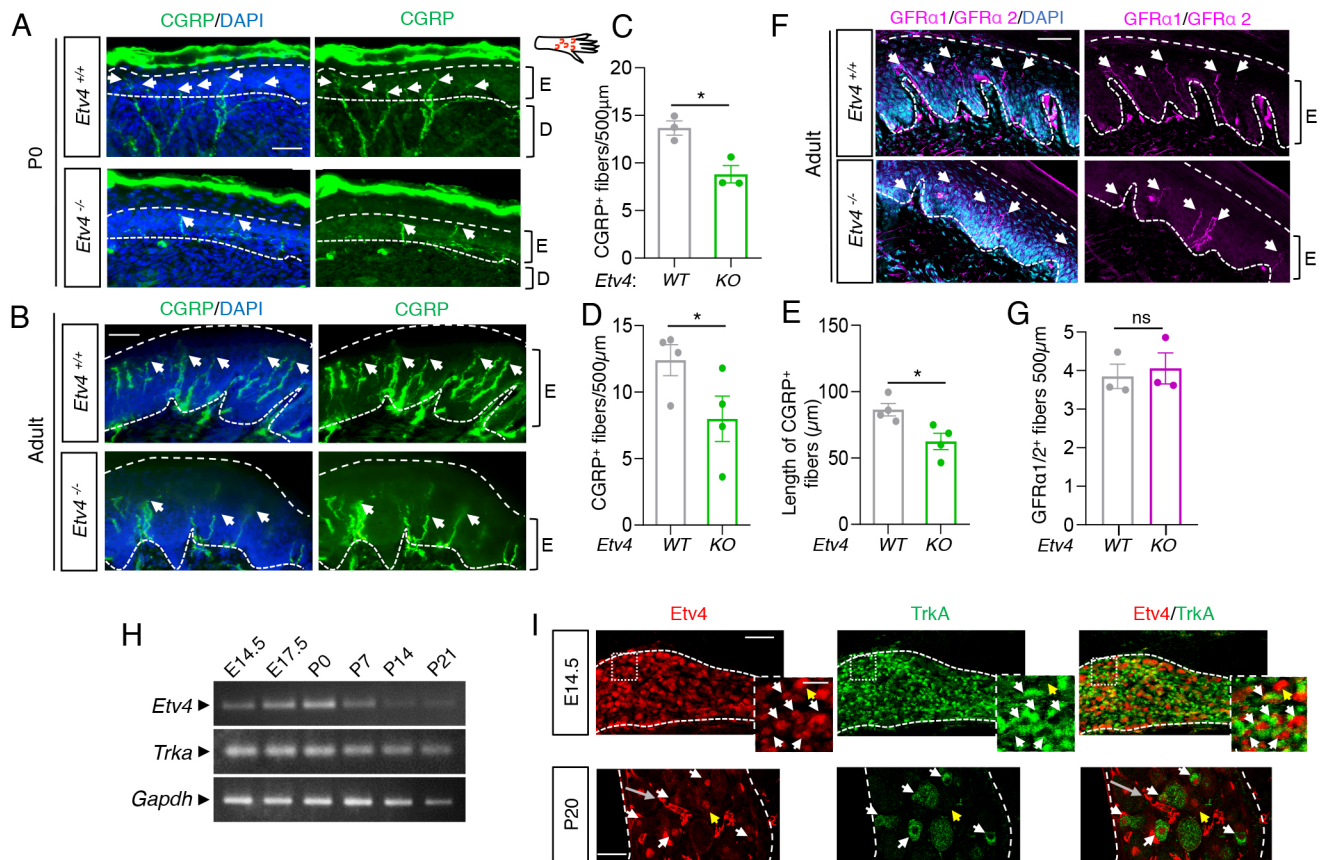 A
CGRP/DAPI
CGRP
P0
Etv4 +/+
Etv4 -/-
E
D
E
D
B
CGRP/DAPI
CGRP
Adult
Etv4 +/+
Etv4 -/-
E
E
C
CGRP+ fibers/500µm
20
15
10
5
0
*
Etv4:
WT
KO
D
CGRP+ fibers/500µm
15
10
5
0
*
Etv4
WT
KO
E
Length of CGRP+
fibers (µm)
150
100
50
0
*
Etv4
WT
KO
F
GFRα1/GFRα 2/DAPI
GFRα1/GFRα 2
Adult
Etv4 +/+
Etv4 -/-
E
E
G
GFRα1/2+ fibers 500µm
5
4
3
2
1
0
ns
Etv4
WT
KO
H
E14.5
E17.5
P0
P7
P14
P21
Etv4
Trka
Gapdh
I
Etv4
TrkA
Etv4/TrkA
E14.5
P20